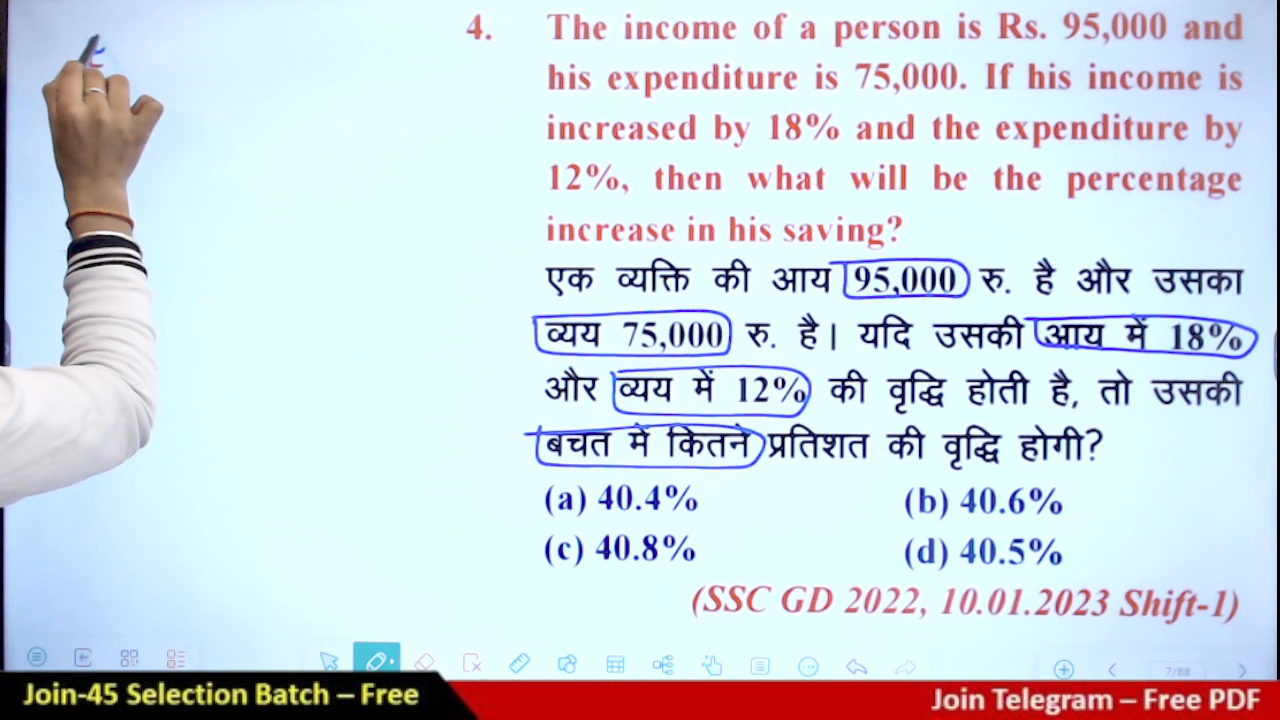 4. The income of a person is Rs. 95,000 and
his expenditure is 75,000. If his income is
increased by 18% and the expenditure by
12%, then what will be the percentage
increase in his saving?
एक व्यक्ति की आय 95,000 रु. है और उसका
व्यय 75,000 रु. है। यदि उसकी आय में 18%
और व्यय में 12% की वृद्धि होती है, तो उसकी
बचत में कितने प्रतिशत की वृद्धि होगी?
(a) 40.4% (b) 40.6%
(c) 40.8% (d) 40.5%
(SSC GD 2022, 10.01.2023 Shift-1)
7/88
Join-45 Selection Batch – Free
Join Telegram – Free PDF